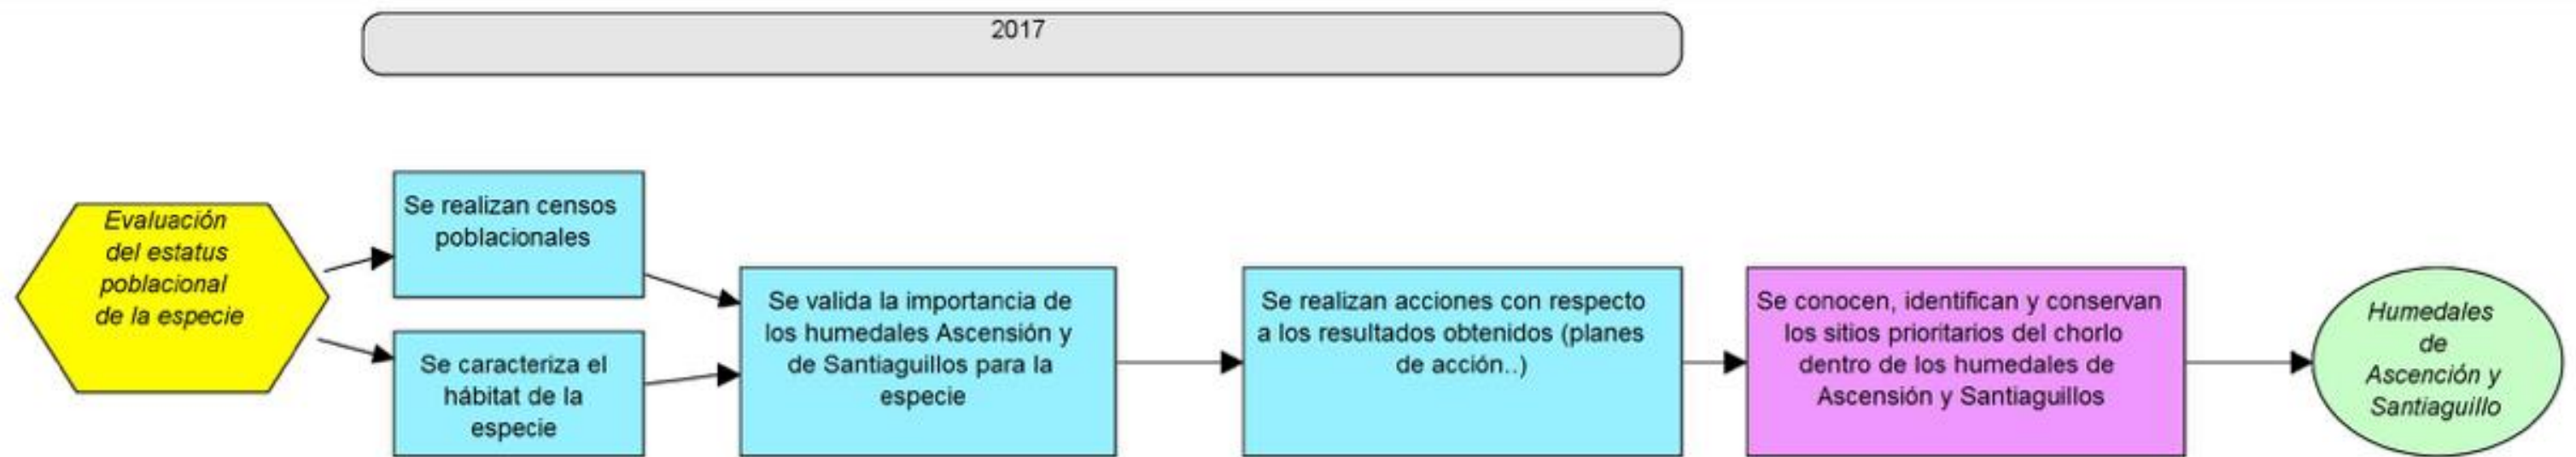 2017
Evaluación
del estatus
poblacional
de la especie
Se realizan censos
poblacionales
Se caracteriza el
hábitat de la
especie
Se valida la importancia de
los humedales Ascensión y
de Santiaguillos para la
especie
Se realizan acciones con respecto
a los resultados obtenidos (planes
de acción..)
Se conocen, identifican y conservan
los sitios prioritarios del chorlo
dentro de los humedales de
Ascensión y Santiaguillos
Humedales
de
Ascención y
Santiaguillo